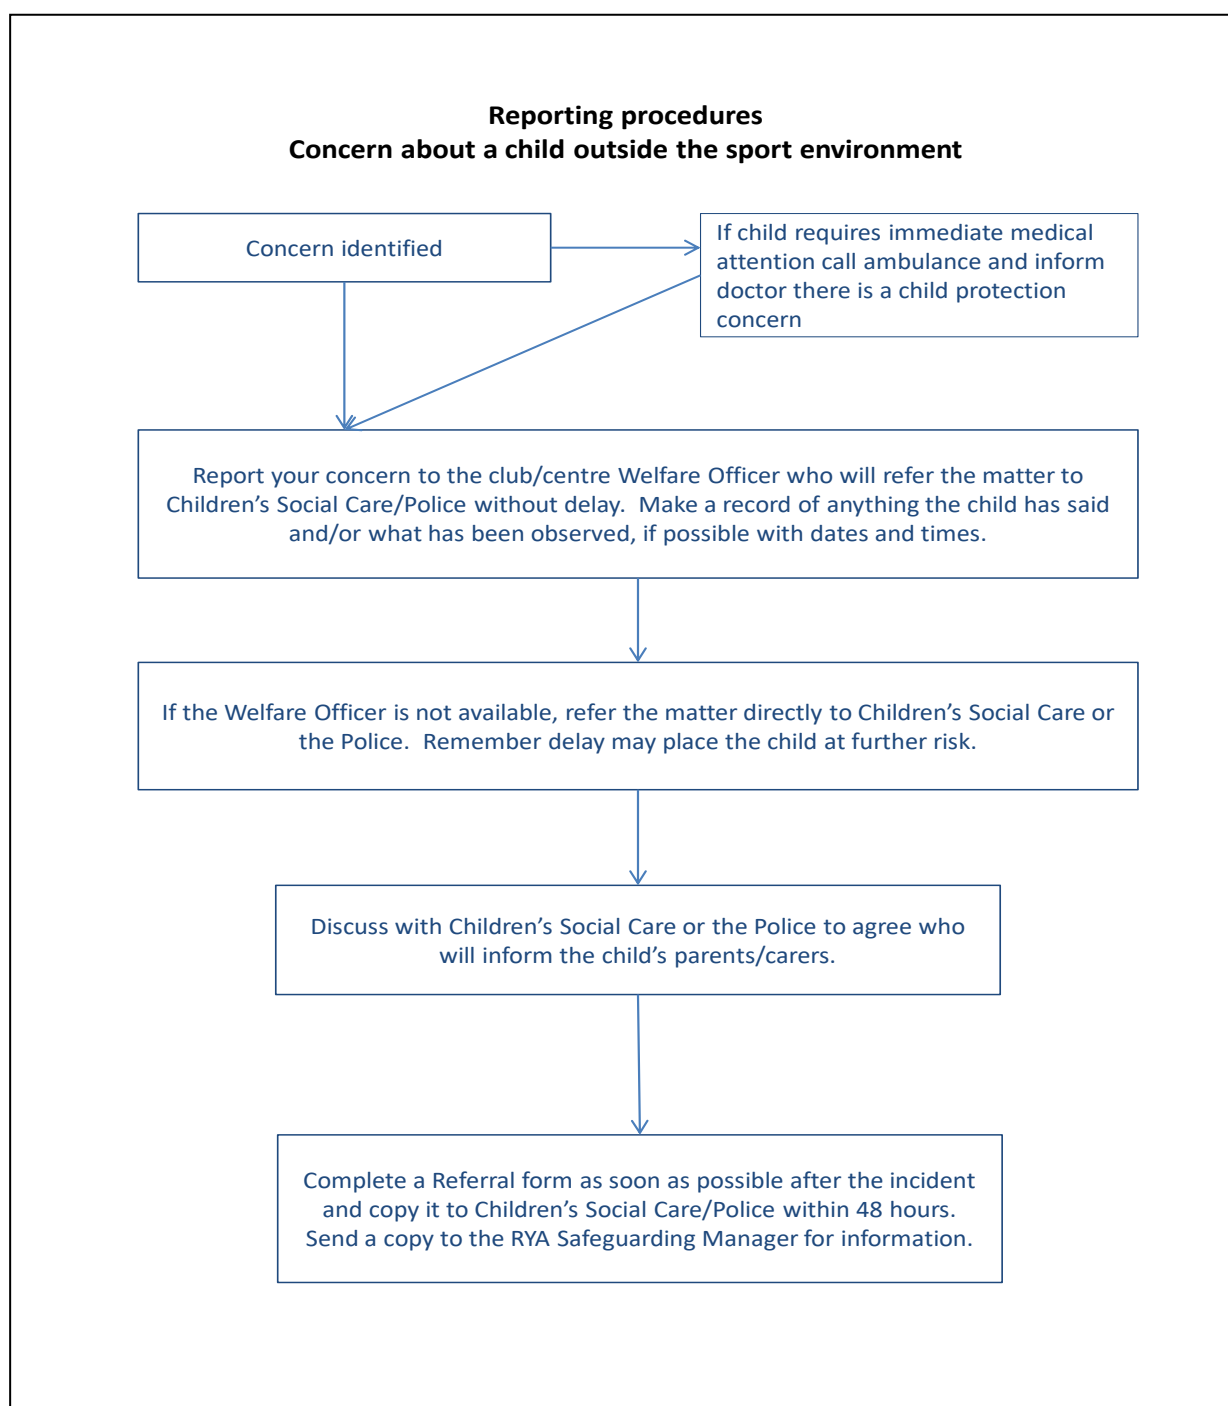 Reporting procedures
Concern about a child outside the sport environment
Concern identified
If child requires immediate medical
attention call ambulance and inform
doctor there is a child protection
concern
Report your concern to the club/centre Welfare Officer who will refer the matter to
Children’s Social Care/Police without delay.  Make a record of anything the child has said
and/or what has been observed, if possible with dates and times.
If the Welfare Officer is not available, refer the matter directly to Children’s Social Care or
the Police.  Remember delay may place the child at further risk.
Discuss with Children’s Social Care or the Police to agree who
will inform the child’s parents/carers.
Complete a Referral form as soon as possible after the incident
and copy it to Children’s Social Care/Police within 48 hours.
Send a copy to the RYA Safeguarding Manager for information.